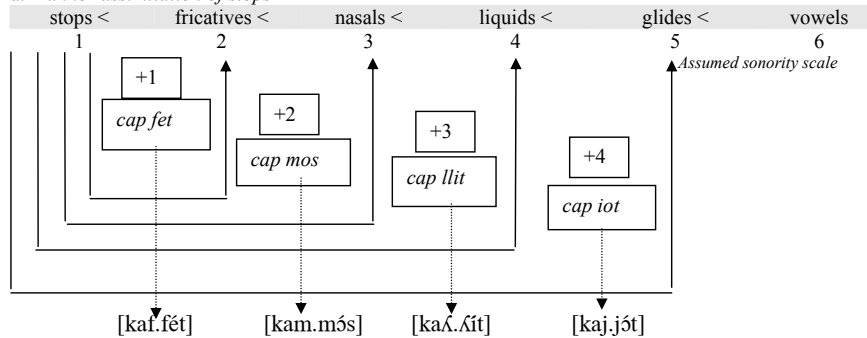 stops < fricatives < nasals < liquids < glides < vowels
1 2 3 4 5 6
Assumed sonority scale
+1
+2
+3
+4
cap fet
cap mos
cap llit
cap iot
[kaf.fét] [kam.mɔ́s] [kaʎ.ʎít] [kaj.jɔ́t]